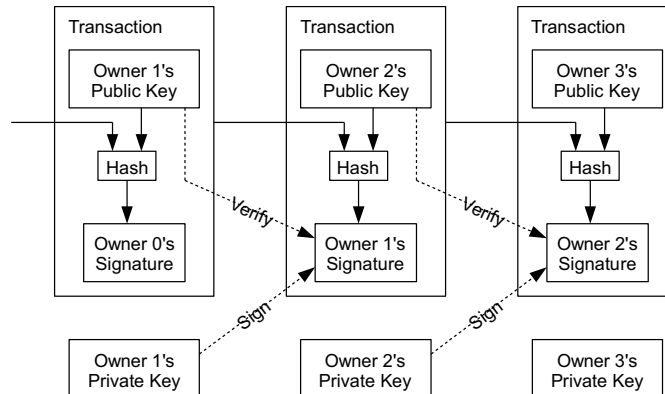 Transaction
Owner 1's
Public Key
Hash
Owner 0's
Signature
Transaction
Owner 2's
Public Key
Hash
Verify
Owner 1's
Signature
Transaction
Owner 3's
Public Key
Hash
Verify
Owner 2's
Signature
Sign
Sign
Owner 1's
Private Key
Owner 2's
Private Key
Owner 3's
Private Key